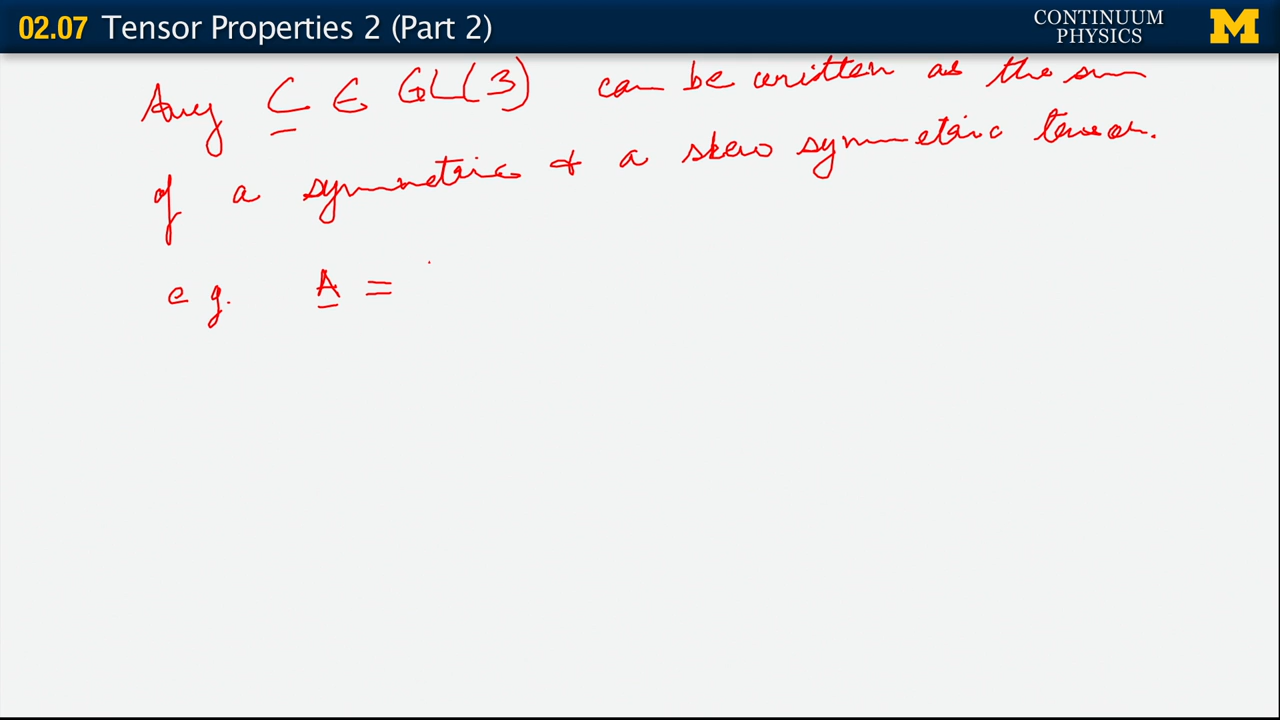 02.07 Tensor Properties 2 (Part 2)
CONTINUUM
PHYSICS
M
Any C ∈ GL(3) can be written as the sum
of a symmetric & a skew symmetric tensor.
e.g. A =